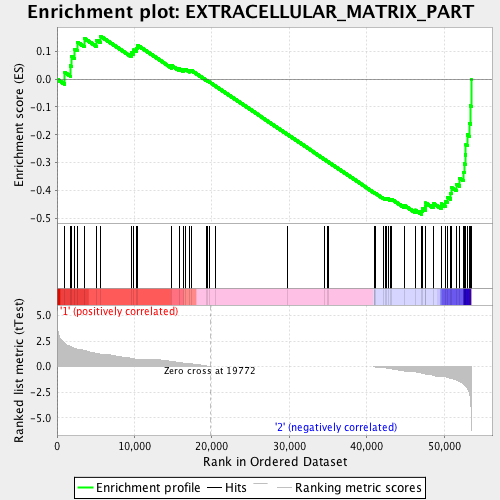 Enrichment plot: EXTRACELLULAR_MATRIX_PART
Enrichment score (ES)
0.1
0.0
-0.1
-0.2
-0.3
-0.4
-0.5
'1' (positively correlated)
Ranked list metric (tTest)
5.0
2.5
0.0
-2.5
-5.0
Zero cross at 19772
'2' (negatively correlated)
0
10,000
20,000
30,000
40,000
50,000
Rank in Ordered Dataset
Enrichment profile
Hits
Ranking metric scores